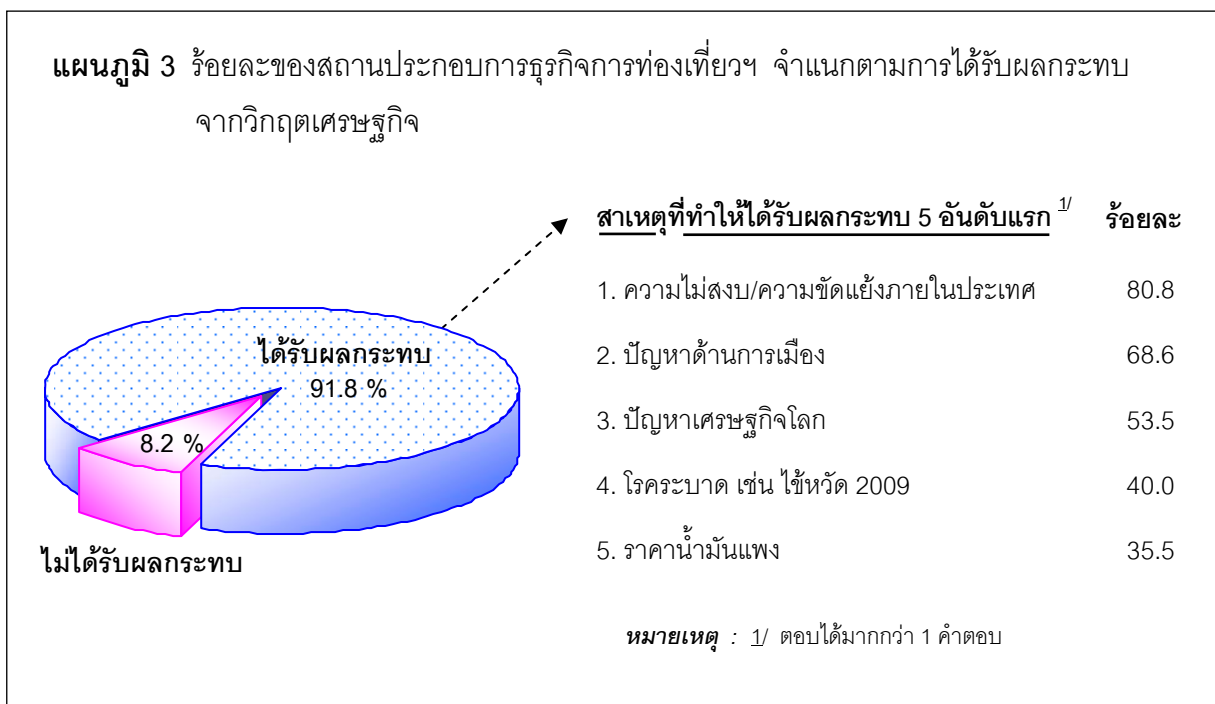 แผนภูมิ 3 ร้อยละของสถานประกอบการธุรกิจการท่องเที่ยวฯ จำแนกตามการได้รับผลกระทบ
จากวิกฤตเศรษฐกิจ
สาเหตุที่ทำให้ได้รับผลกระทบ 5 อันดับแรก 1/ ร้อยละ
1. ความไม่สงบ/ความขัดแย้งภายในประเทศ 80.8
2. ปัญหาด้านการเมือง 68.6
3. ปัญหาเศรษฐกิจโลก 53.5
4. โรคระบาด เช่น ไข้หวัด 2009 40.0
5. ราคาน้ำมันแพง 35.5
หมายเหตุ : 1/ ตอบได้มากกว่า 1 คำตอบ
ได้รับผลกระทบ
91.8 %
8.2 %
ไม่ได้รับผลกระทบ